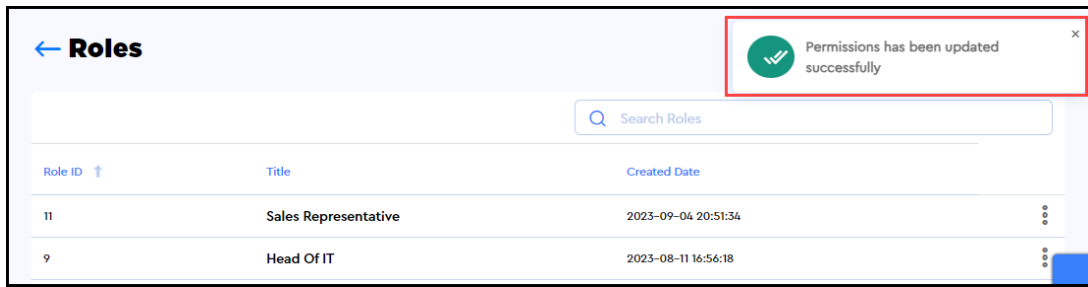 ← Roles
Permissions has been updated
successfully
×
Search Roles
Role ID ↑ Title Created Date
11 Sales Representative 2023-09-04 20:51:34
9 Head Of IT 2023-08-11 16:56:18